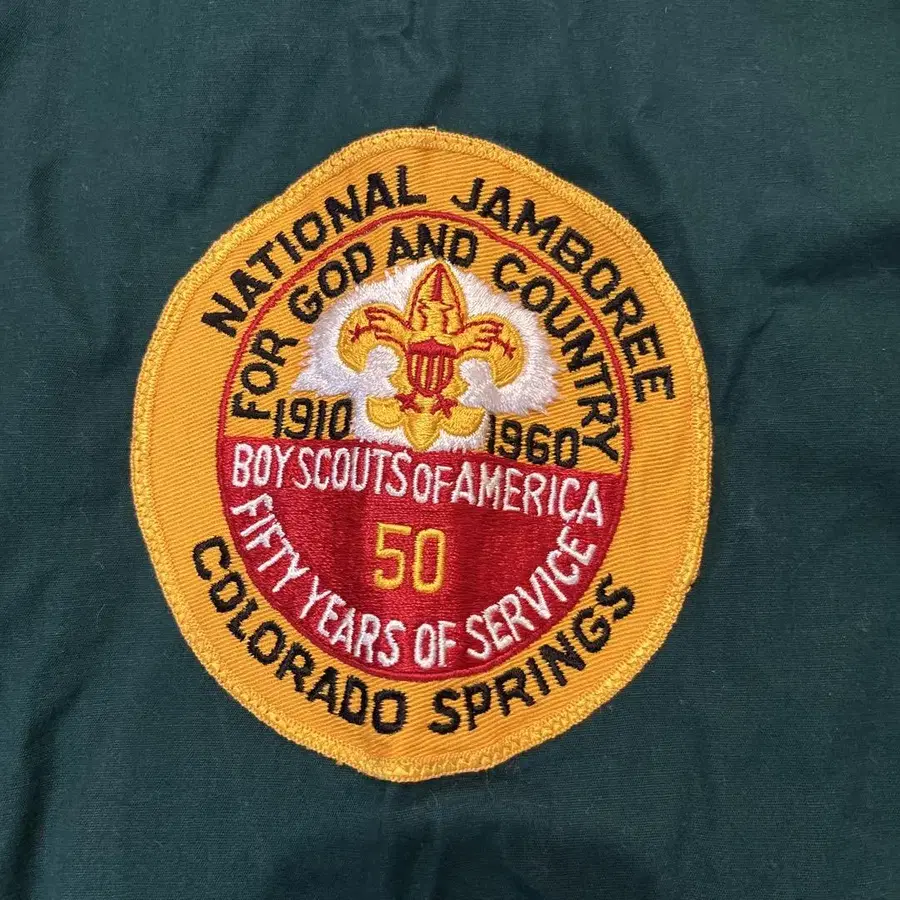 NATIONAL JAMBOREE
FOR GOD AND COUNTRY
1910 1960
BOY SCOUTS OF AMERICA
50
FIFTY YEARS OF SERVICE
COLORADO SPRINGS